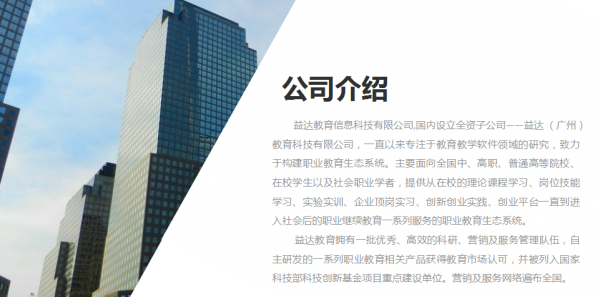 公司介绍
益达教育信息科技有限公司,国内设立全资子公司——益达（广州）
教育科技有限公司，一直以来专注于教育教学软件领域的研究，致力
于构建职业教育生态系统。主要面向全国中、高职、普通高等院校、
在校学生以及社会职业学者，提供从在校的理论课程学习、岗位技能
学习、实验实训、企业顶岗实习、创新创业实践、创业平台一直到进
入社会后的职业继续教育一系列服务的职业教育生态系统。
益达教育拥有一批优秀、高效的科研、营销及服务管理队伍，自
主研发的一系列职业教育相关产品获得教育市场认可，并被列入国家
科技部科技创新基金项目重点建设单位。营销及服务网络遍布全国。